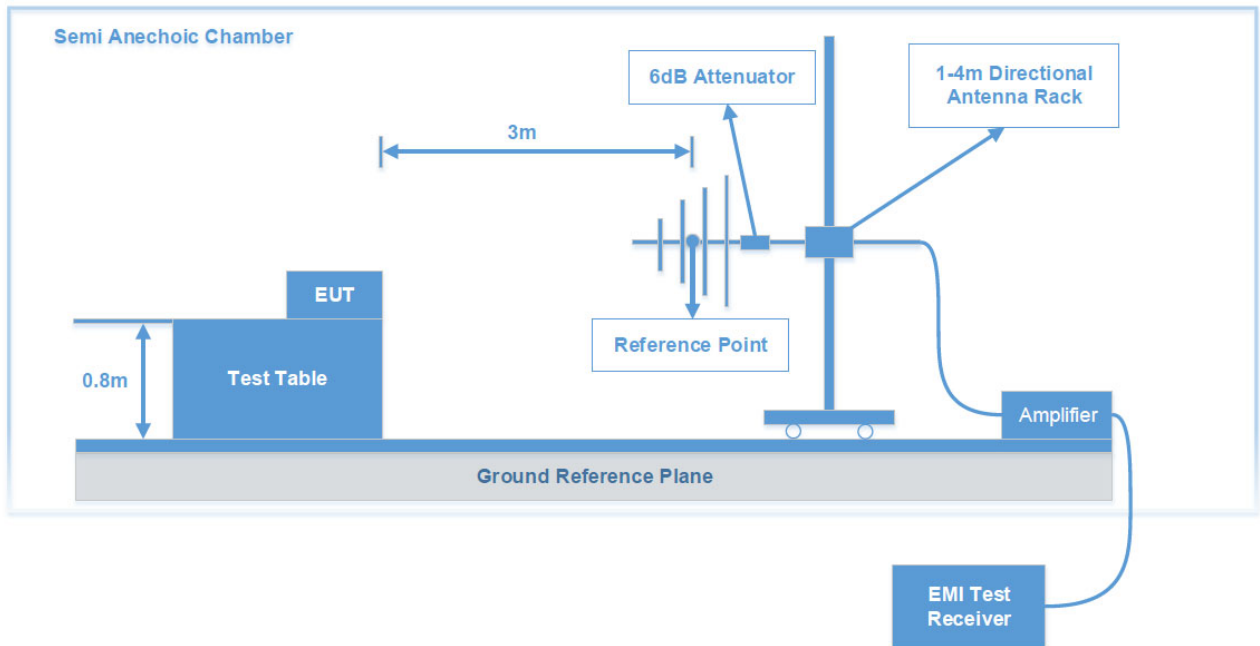 Semi Anechoic Chamber
6dB Attenuator
1-4m Directional
Antenna Rack
3m
EUT
Reference Point
0.8m
Test Table
Amplifier
Ground Reference Plane
EMI Test
Receiver